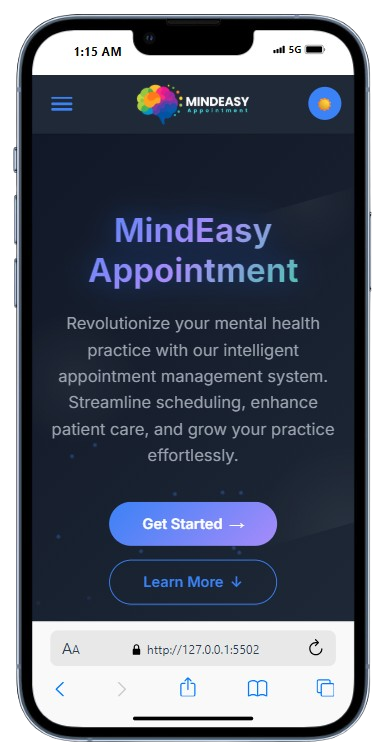 1:15 AM
5G
MINDEASY
Appointment
MindEasy
Appointment
Revolutionize your mental health
practice with our intelligent
appointment management system.
Streamline scheduling, enhance
patient care, and grow your practice
effortlessly.
Get Started →
Learn More ↓
AA
http://127.0.0.1:5502